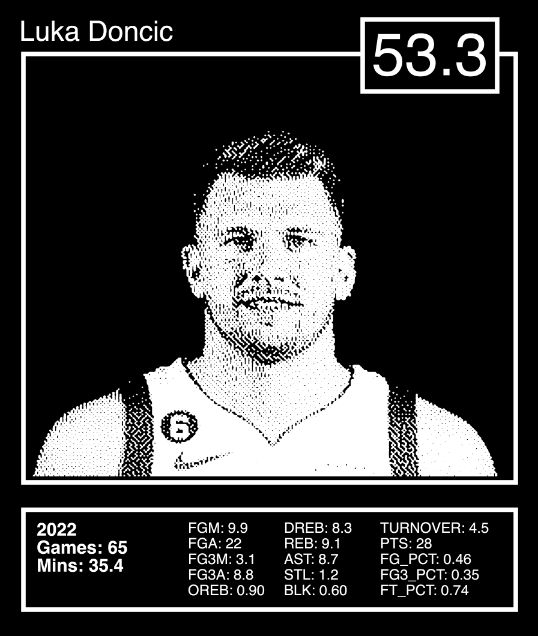 Luka Doncic
53.3
6
2022
Games: 65
Mins: 35.4
FGM: 9.9
FGA: 22
FG3M: 3.1
FG3A: 8.8
OREB: 0.90
DREB: 8.3
REB: 9.1
AST: 8.7
STL: 1.2
BLK: 0.60
TURNOVER: 4.5
PTS: 28
FG_PCT: 0.46
FG3_PCT: 0.35
FT_PCT: 0.74